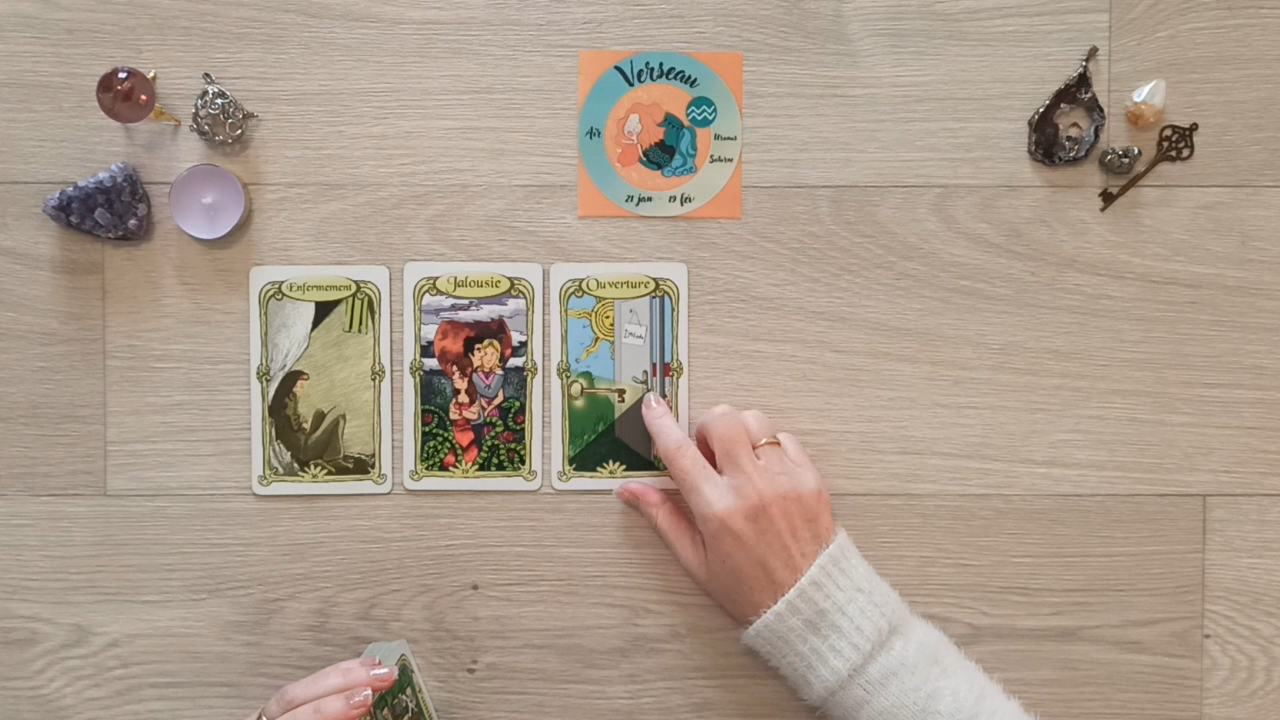 Verseau
Air
Uranus
Saturne
21 jan - 19 fév
Enfermement
Jalousie
Ouverture